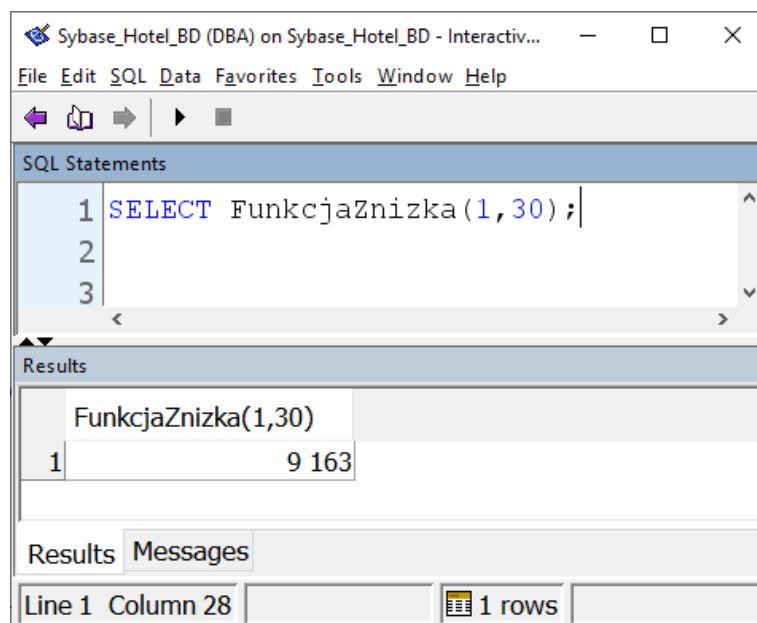 Sybase_Hotel_BD (DBA) on Sybase_Hotel_BD - Interactiv...
File Edit SQL Data Favorites Tools Window Help
SQL Statements
1 SELECT FunkcjaZnizka(1,30);
2
3
Results
FunkcjaZnizka(1,30)
1 9 163
Results Messages
Line 1 Column 28 1 rows